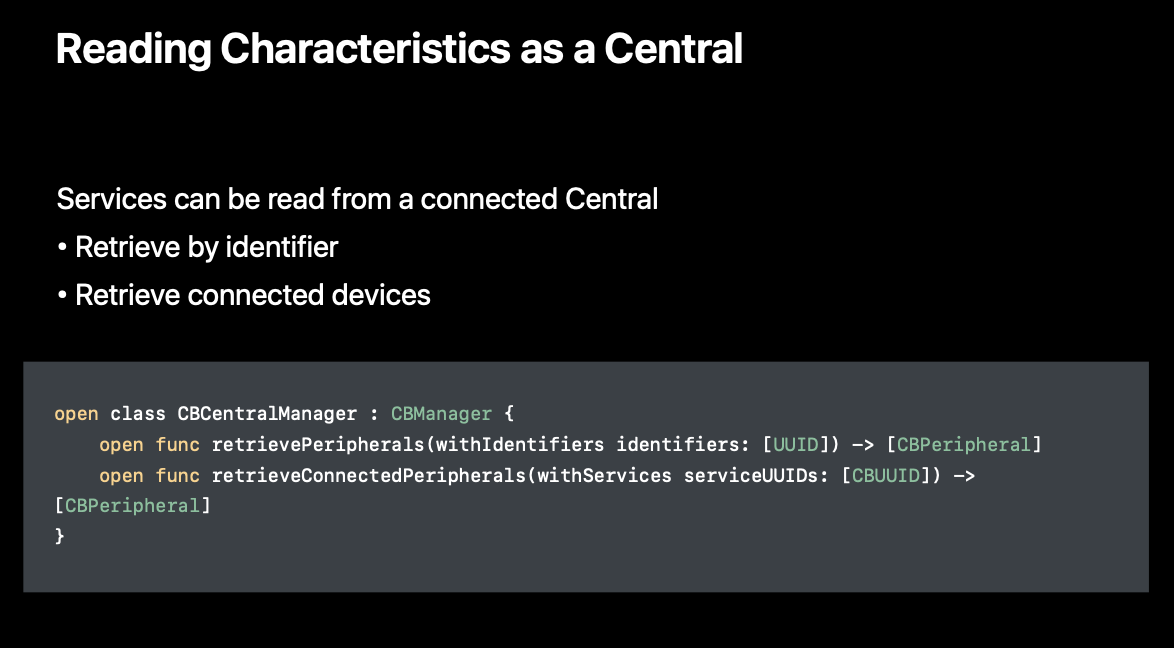 Reading Characteristics as a Central
Services can be read from a connected Central
• Retrieve by identifier
• Retrieve connected devices
open class CBCentralManager : CBManager {
    open func retrievePeripherals(withIdentifiers identifiers: [UUID]) -> [CBPeripheral]
    open func retrieveConnectedPeripherals(withServices serviceUUIDs: [CBUUID]) ->
[CBPeripheral]
}